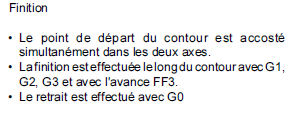 Finition
• Le point de départ du contour est accosté
simultanément dans les deux axes.
• La finition est effectuée le long du contour avec G1,
G2, G3 et avec l'avance FF3.
• Le retrait est effectué avec G0